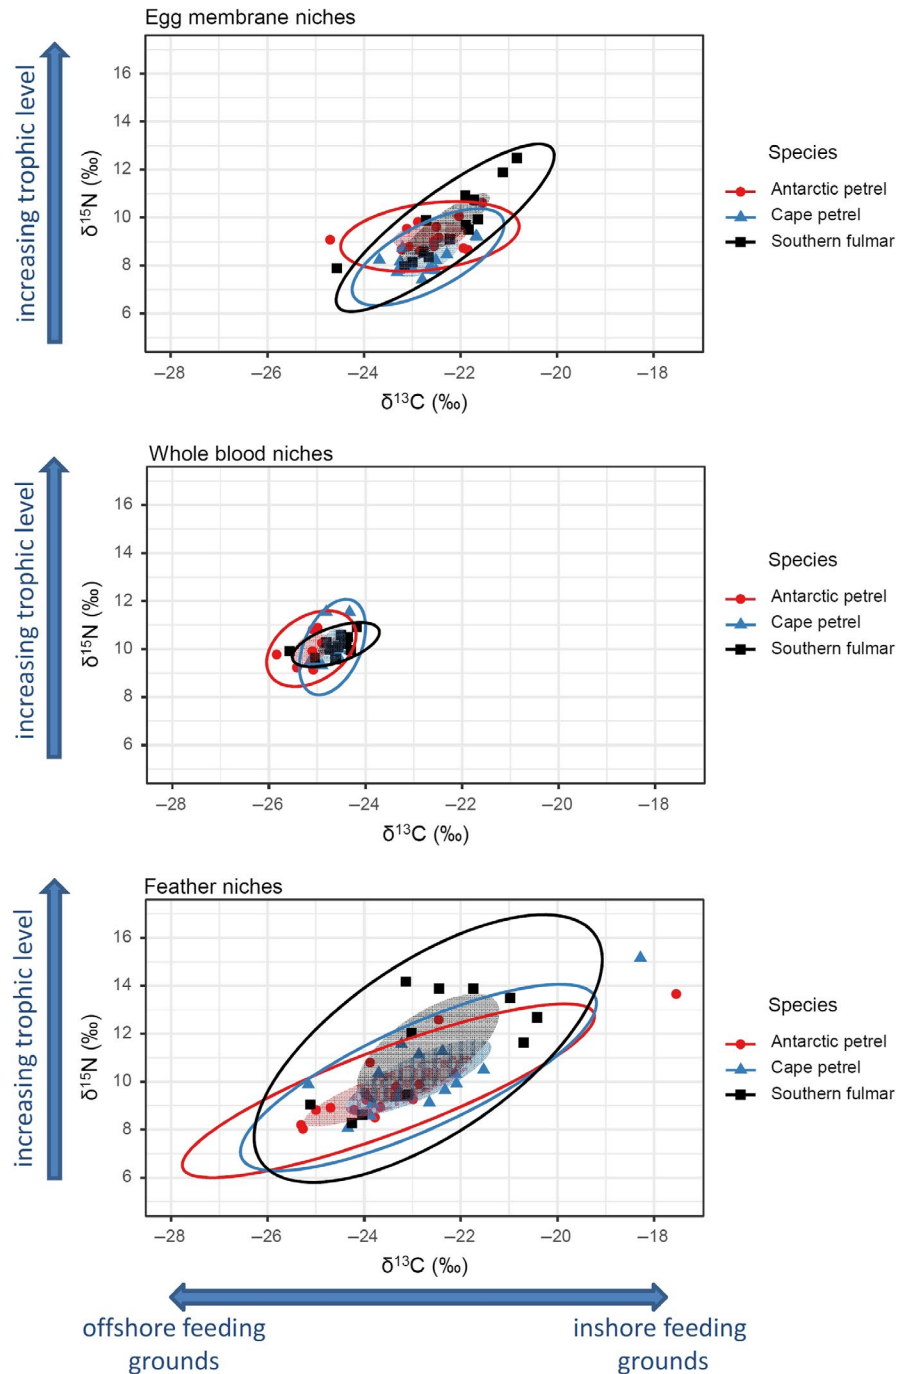 Egg membrane niches
increasing trophic level
δ¹⁵N (‰)
16
14
12
10
8
6
–28 –26 –24 –22 –20 –18
δ¹³C (‰)
Species
Antarctic petrel
Cape petrel
Southern fulmar
Whole blood niches
increasing trophic level
δ¹⁵N (‰)
16
14
12
10
8
6
–28 –26 –24 –22 –20 –18
δ¹³C (‰)
Species
Antarctic petrel
Cape petrel
Southern fulmar
Feather niches
increasing trophic level
δ¹⁵N (‰)
16
14
12
10
8
6
–28 –26 –24 –22 –20 –18
δ¹³C (‰)
Species
Antarctic petrel
Cape petrel
Southern fulmar
offshore feeding
grounds
inshore feeding
grounds